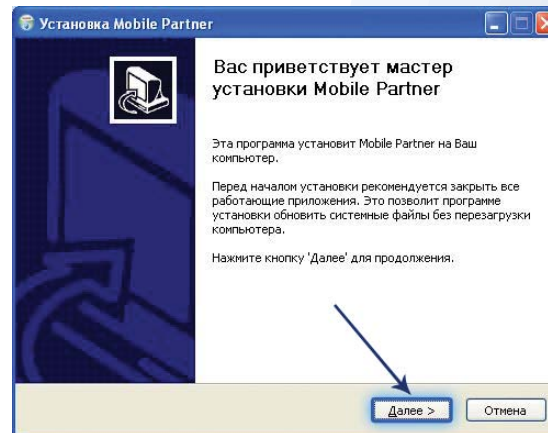 Установка Mobile Partner
Вас приветствует мастер
установки Mobile Partner
Эта программа установит Mobile Partner на Ваш
компьютер.
Перед началом установки рекомендуется закрыть все
работающие приложения. Это позволит программе
установки обновить системные файлы без перезагрузки
компьютера.
Нажмите кнопку 'Далее' для продолжения.
Далее >
Отмена